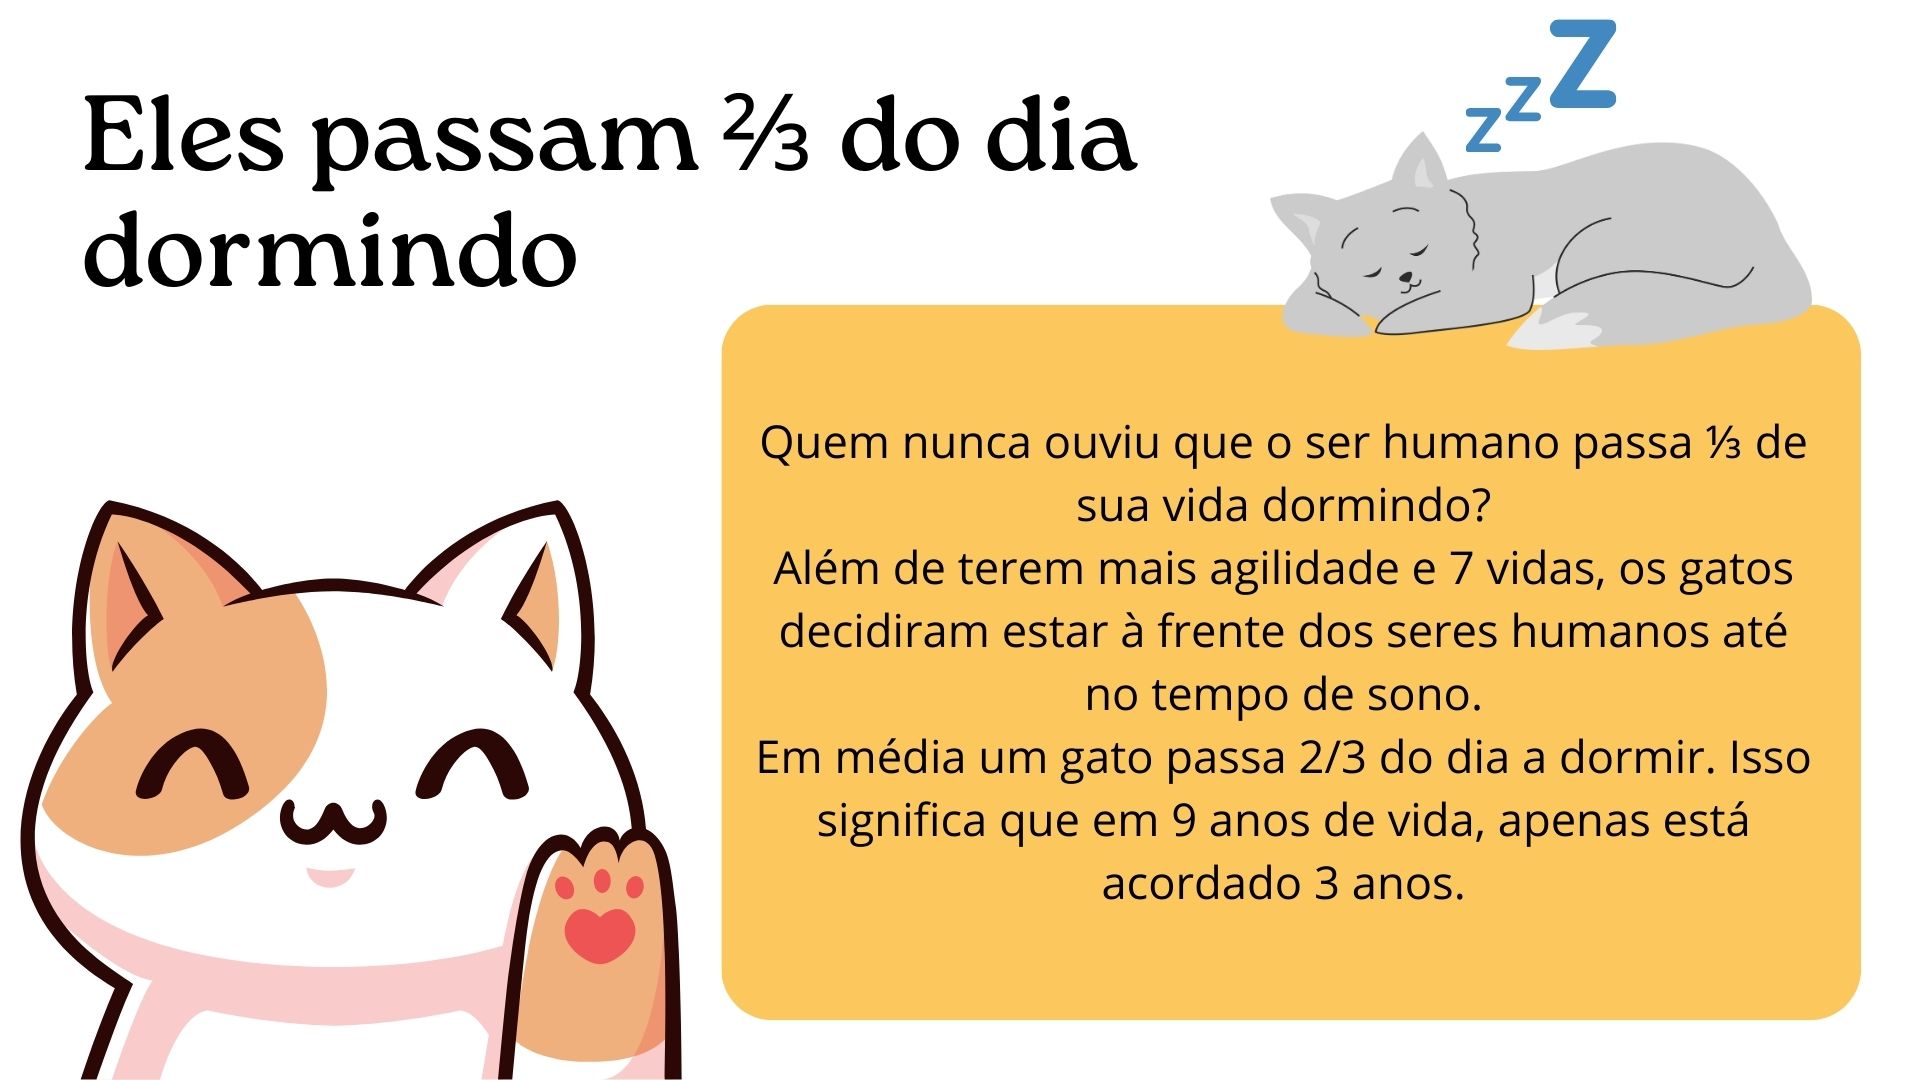 Eles passam ⅔ do dia
dormindo
z z Z
Quem nunca ouviu que o ser humano passa ⅓ de
sua vida dormindo?
Além de terem mais agilidade e 7 vidas, os gatos
decidiram estar à frente dos seres humanos até
no tempo de sono.
Em média um gato passa 2/3 do dia a dormir. Isso
significa que em 9 anos de vida, apenas está
acordado 3 anos.